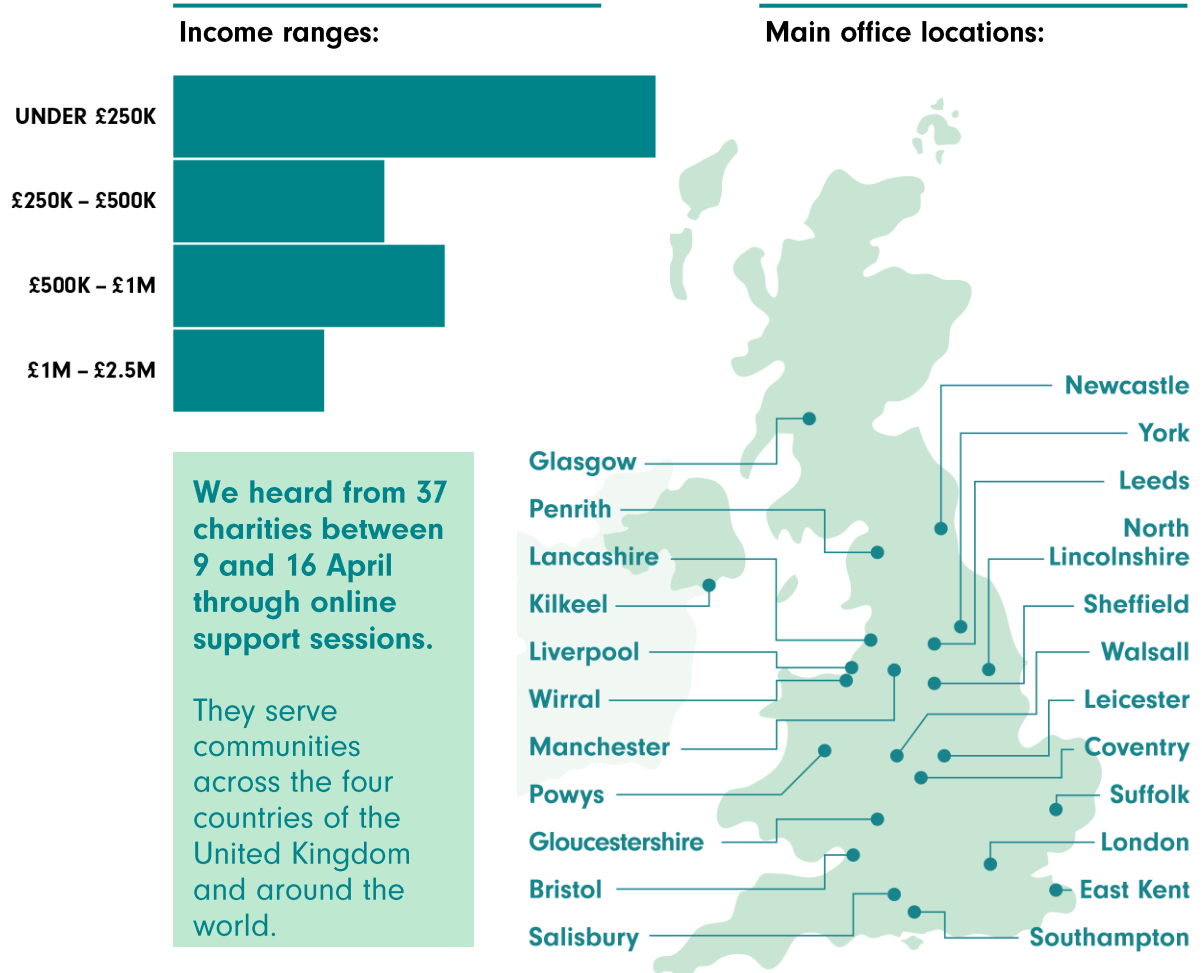 Income ranges:
UNDER £250K
£250K – £500K
£500K – £1M
£1M – £2.5M
We heard from 37
charities between
9 and 16 April
through online
support sessions.
They serve
communities
across the four
countries of the
United Kingdom
and around the
world.
Main office locations:
Glasgow
Penrith
Lancashire
Kilkeel
Liverpool
Wirral
Manchester
Powys
Gloucestershire
Bristol
Salisbury
Newcastle
York
Leeds
North
Lincolnshire
Sheffield
Walsall
Leicester
Coventry
Suffolk
London
East Kent
Southampton